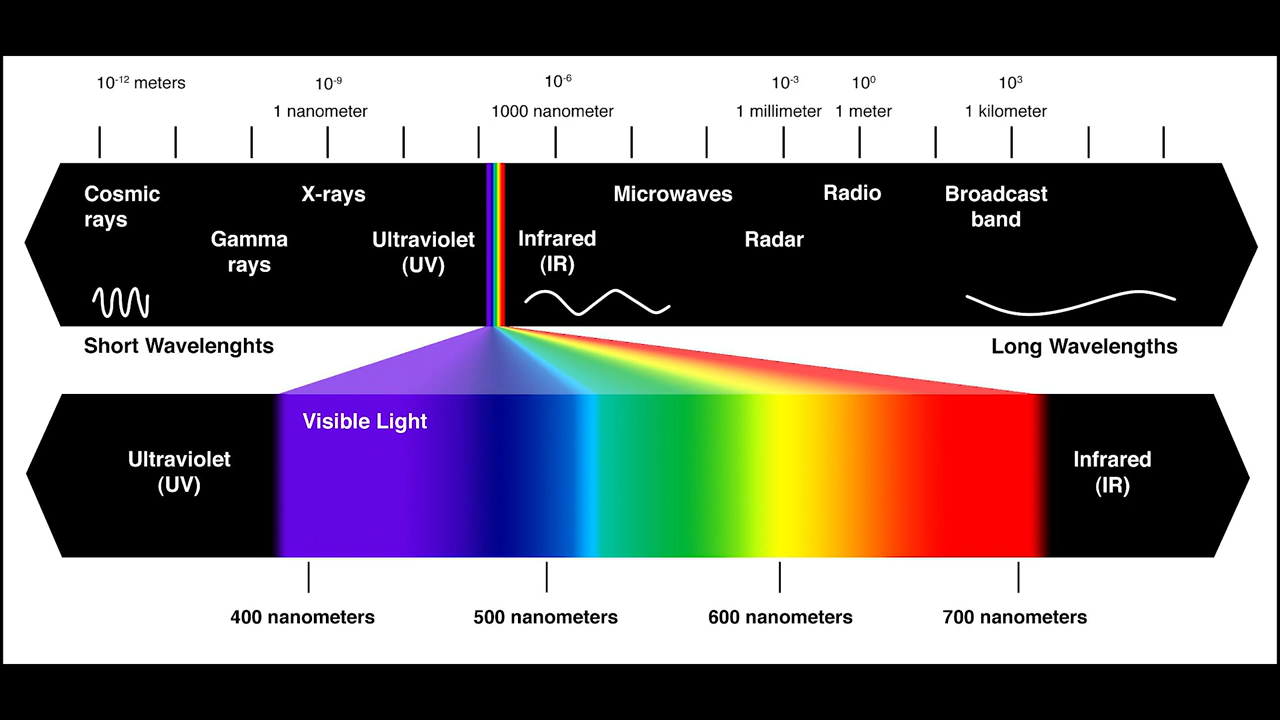 10-12 meters 10-9 10-6 10-3 100 103
1 nanometer 1000 nanometer 1 millimeter 1 meter 1 kilometer
Cosmic
rays
X-rays
Microwaves
Radio
Broadcast
band
Gamma
rays
Ultraviolet
(UV)
Infrared
(IR)
Radar
Short Wavelenghts
Long Wavelengths
Visible Light
Ultraviolet
(UV)
Infrared
(IR)
400 nanometers 500 nanometers 600 nanometers 700 nanometers